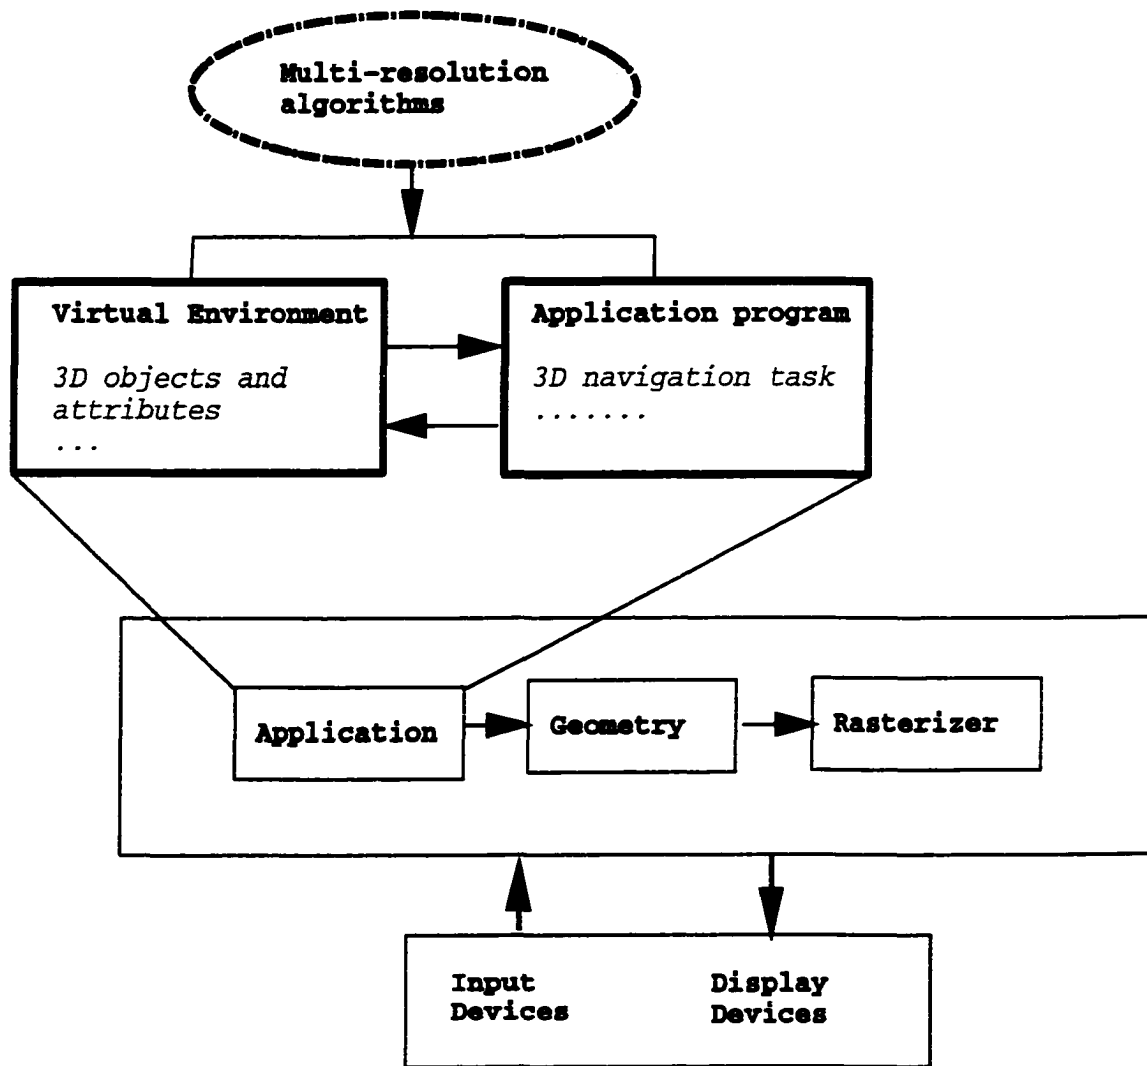 Multi-resolution
algorithms
Virtual Environment
3D objects and
attributes
...
Application program
3D navigation task
.......
Application
Geometry
Rasterizer
Input
Devices
Display
Devices